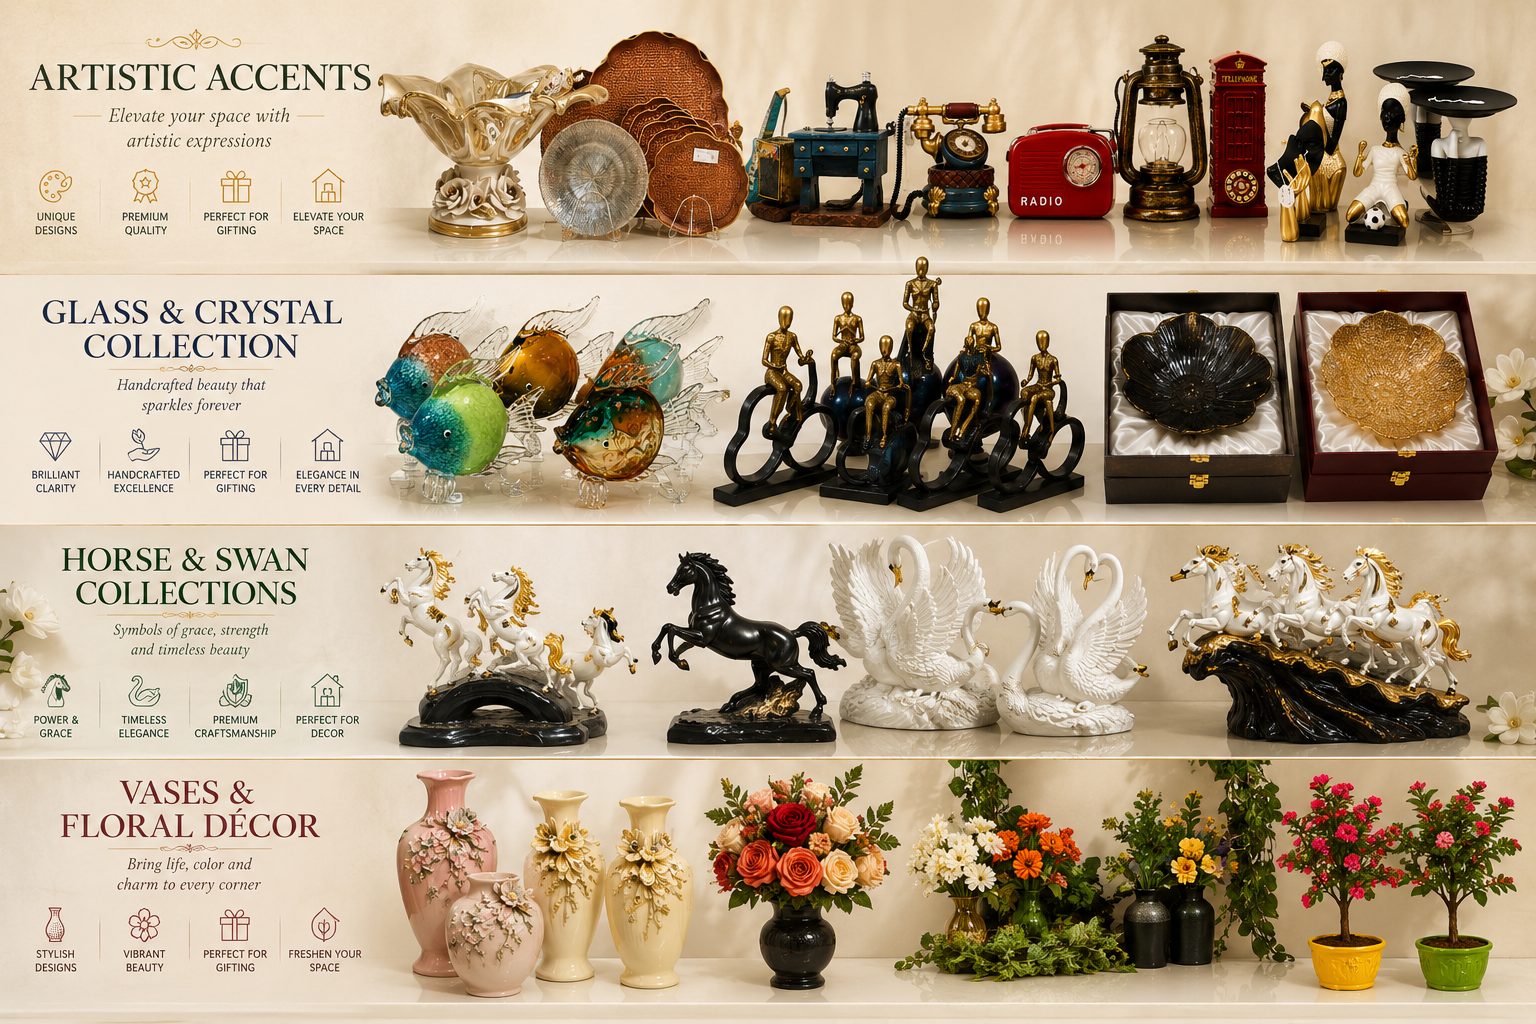 ARTISTIC ACCENTS
Elevate your space with
artistic expressions
UNIQUE
DESIGNS
PREMIUM
QUALITY
PERFECT FOR
GIFTING
ELEVATE YOUR
SPACE
RADIO
TELEPHONE
GLASS & CRYSTAL
COLLECTION
Handcrafted beauty that
sparkles forever
BRILLIANT
CLARITY
HANDCRAFTED
EXCELLENCE
PERFECT FOR
GIFTING
ELEGANCE IN
EVERY DETAIL
HORSE & SWAN
COLLECTIONS
Symbols of grace, strength
and timeless beauty
POWER &
GRACE
TIMELESS
ELEGANCE
PREMIUM
CRAFTSMANSHIP
PERFECT FOR
DECOR
VASES &
FLORAL DÉCOR
Bring life, color and
charm to every corner
STYLISH
DESIGNS
VIBRANT
BEAUTY
PERFECT FOR
GIFTING
FRESHEN YOUR
SPACE